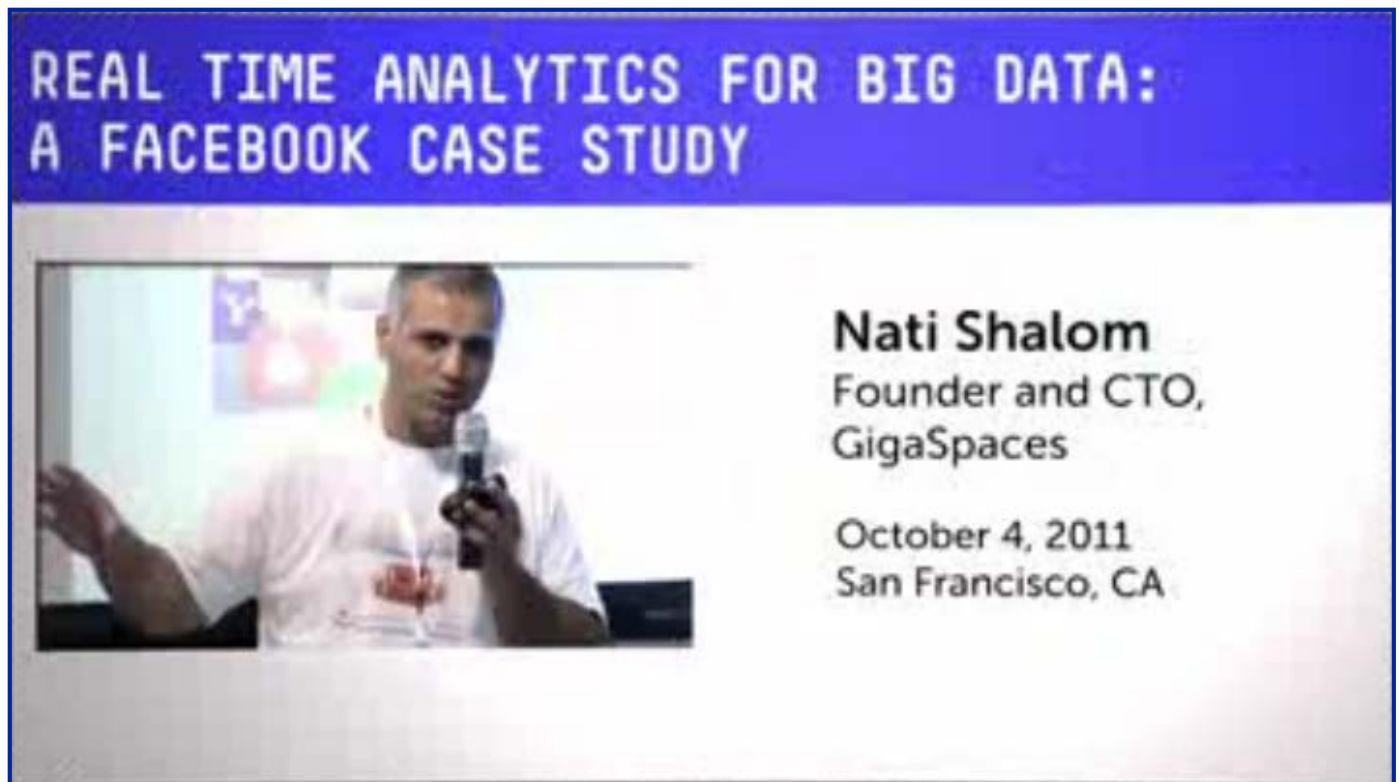 REAL TIME ANALYTICS FOR BIG DATA:
A FACEBOOK CASE STUDY
Nati Shalom
Founder and CTO,
GigaSpaces
October 4, 2011
San Francisco, CA